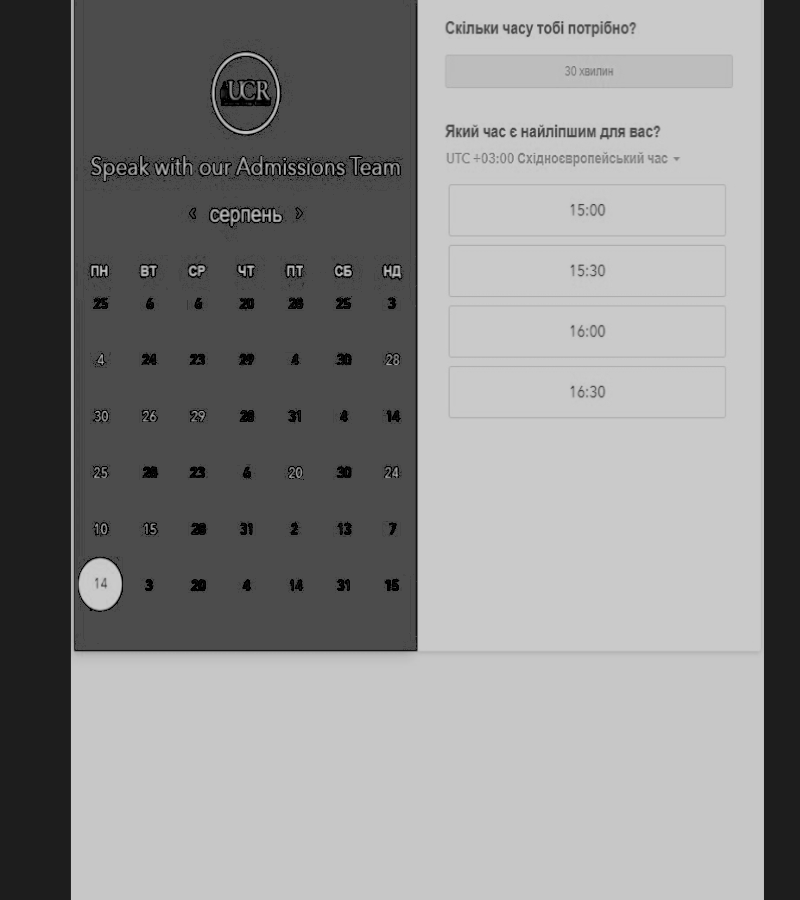 UCR
Speak with our Admissions Team
‹ серпень ›
ПН ВТ СР ЧТ ПТ СБ НД
25 6 6 20 28 25 3
4 24 23 29 4 30 28
30 26 29 28 31 4 14
25 28 23 6 20 30 24
10 15 28 31 2 13 7
14 3 20 4 14 31 15
Скільки часу тобі потрібно?
30 хвилин
Який час є найліпшим для вас?
UTC +03:00 Східноєвропейський час
15:00
15:30
16:00
16:30